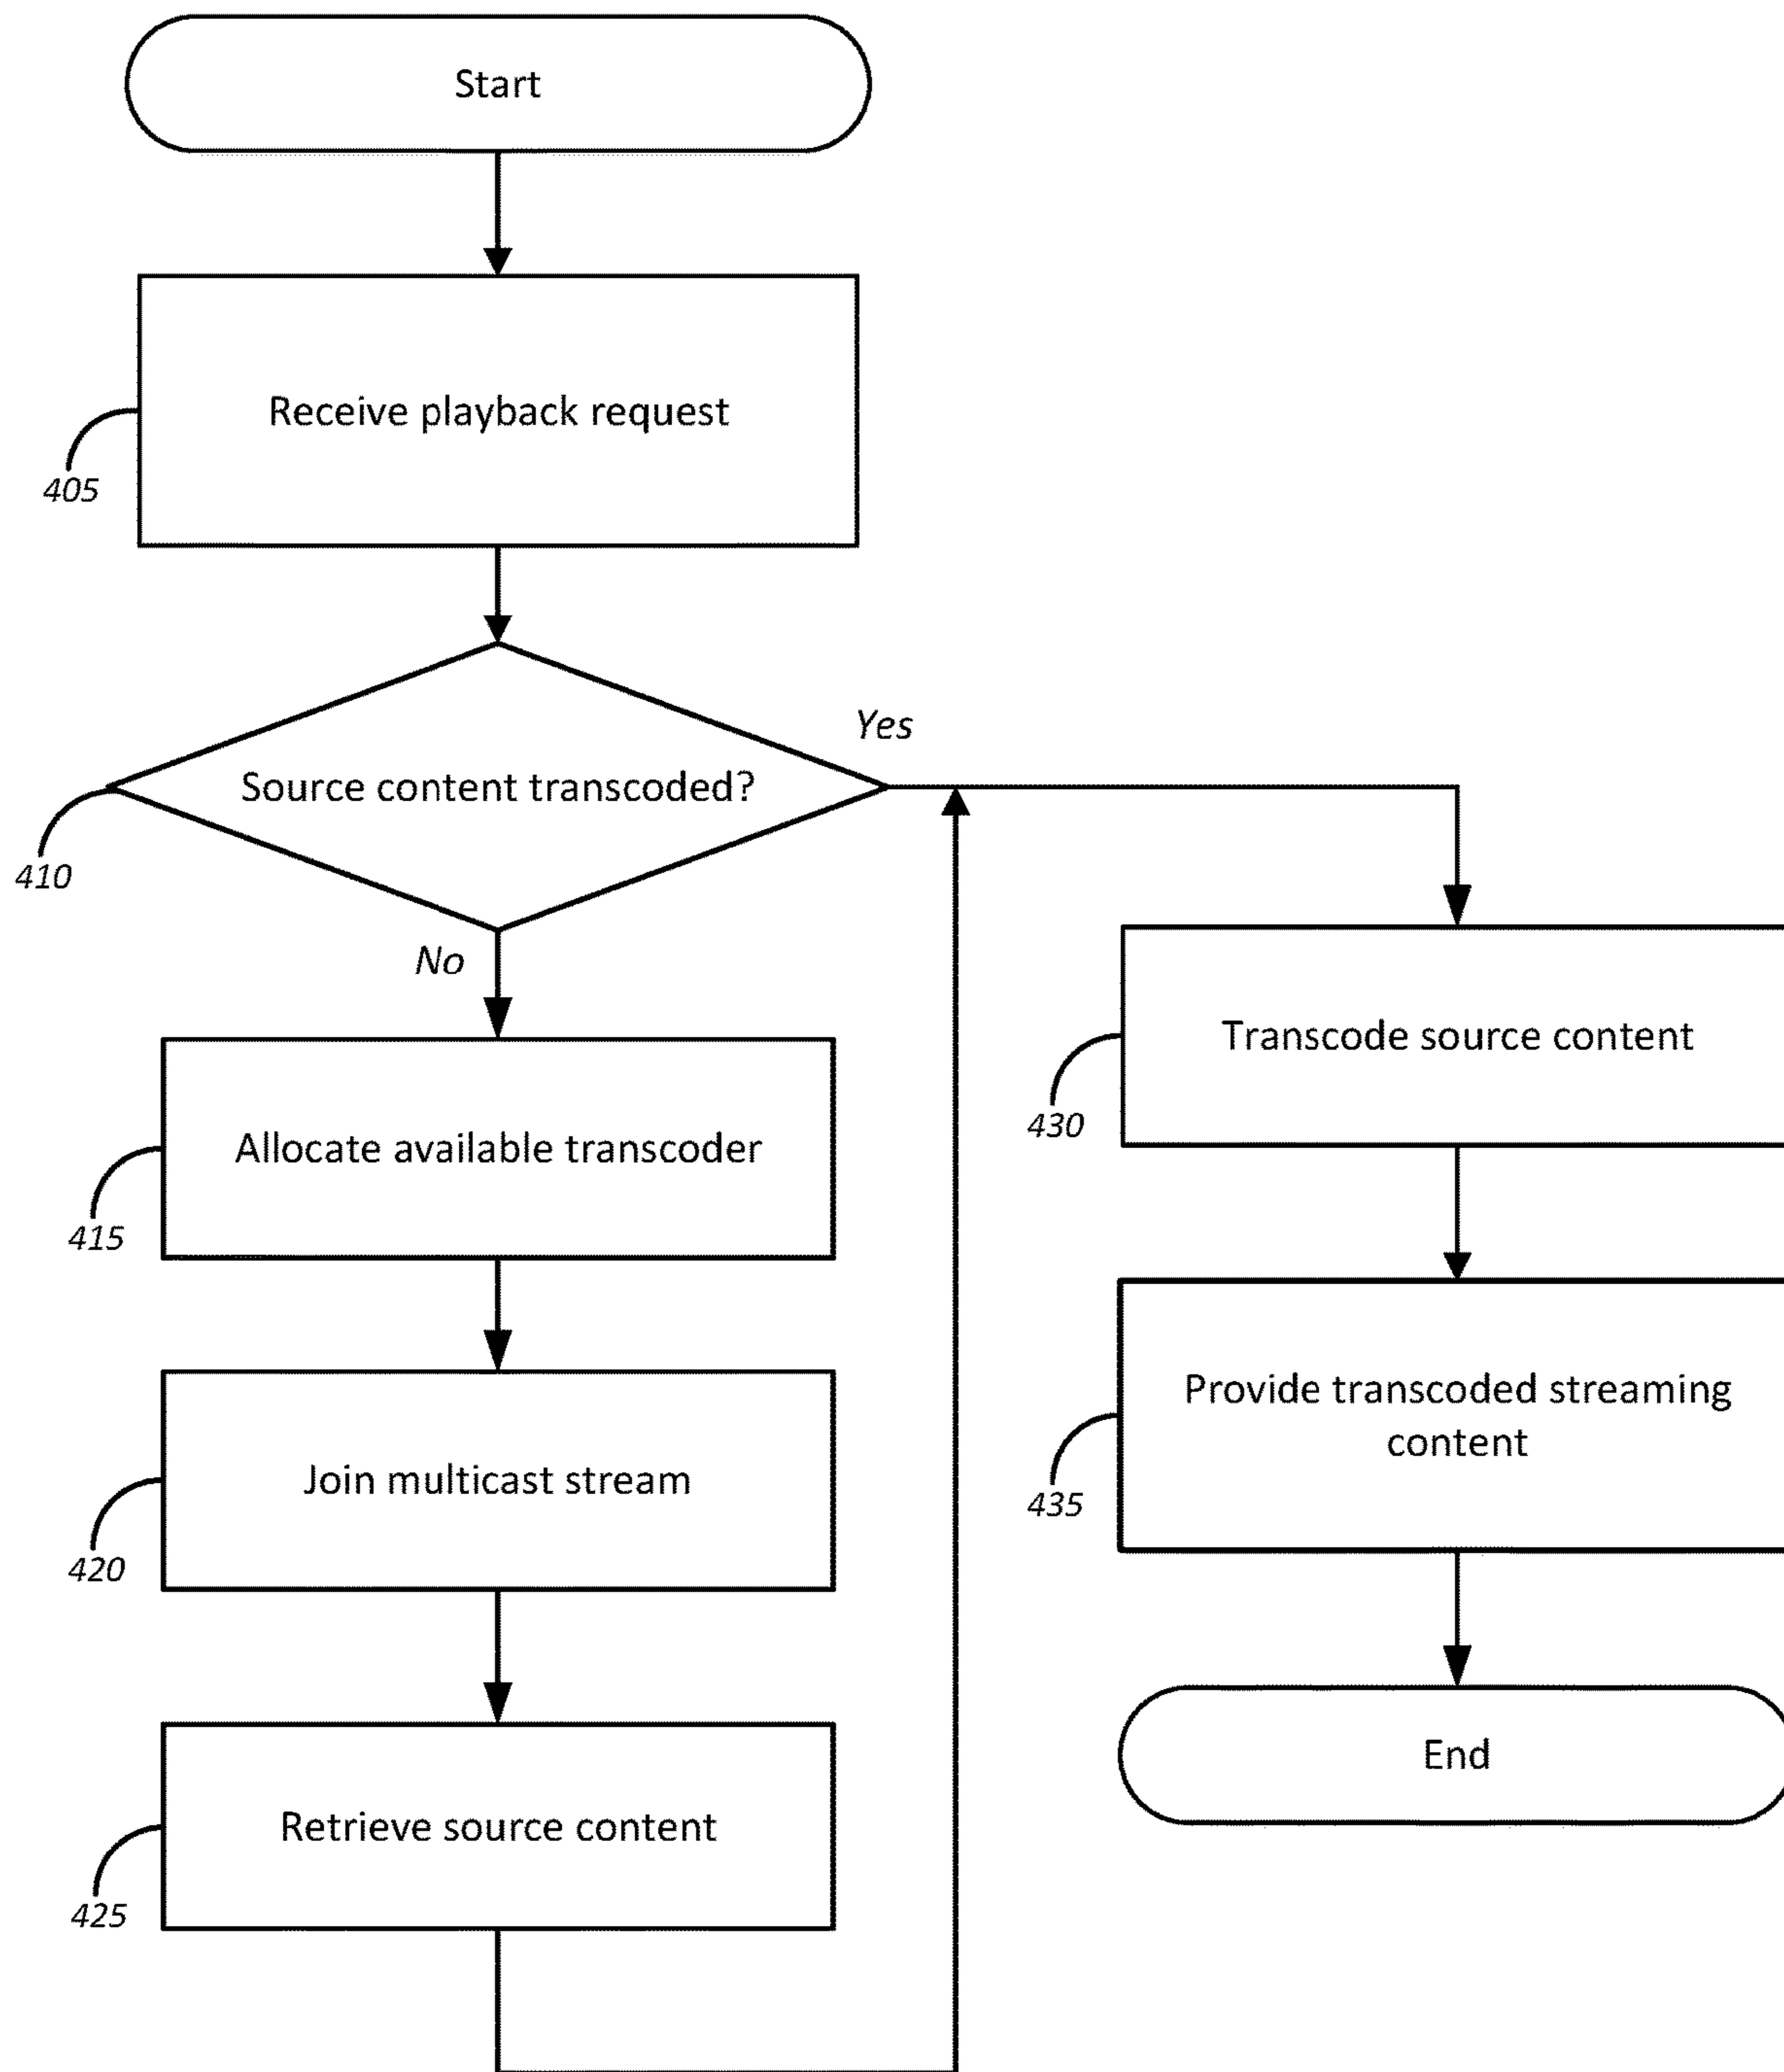 Start
Receive playback request
405
Source content transcoded?
Yes
410
No
Allocate available transcoder
415
Join multicast stream
420
Retrieve source content
425
Transcode source content
430
Provide transcoded streaming
content
435
End